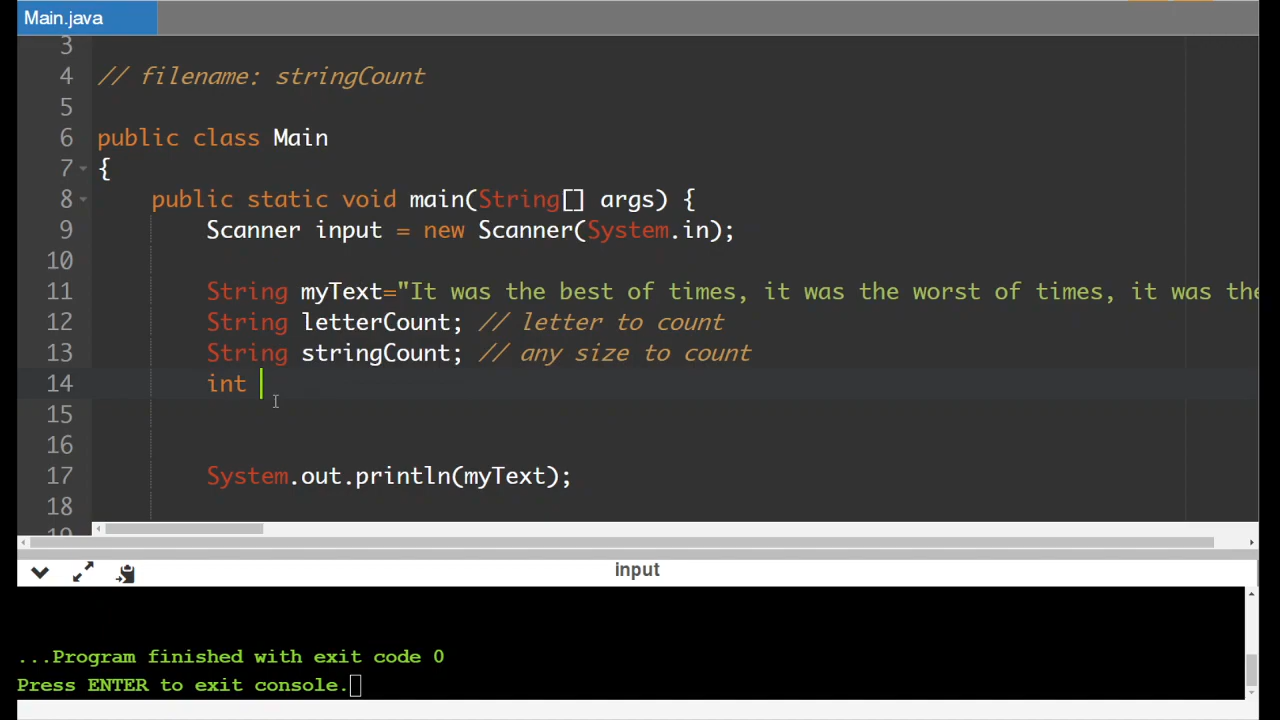 Main.java
3
4 // filename: stringCount
5
6 public class Main
7 {
8 public static void main(String[] args) {
9 Scanner input = new Scanner(System.in);
10
11 String myText="It was the best of times, it was the worst of times, it was the
12 String letterCount; // letter to count
13 String stringCount; // any size to count
14 int
15
16
17 System.out.println(myText);
18
19
input
...Program finished with exit code 0
Press ENTER to exit console.